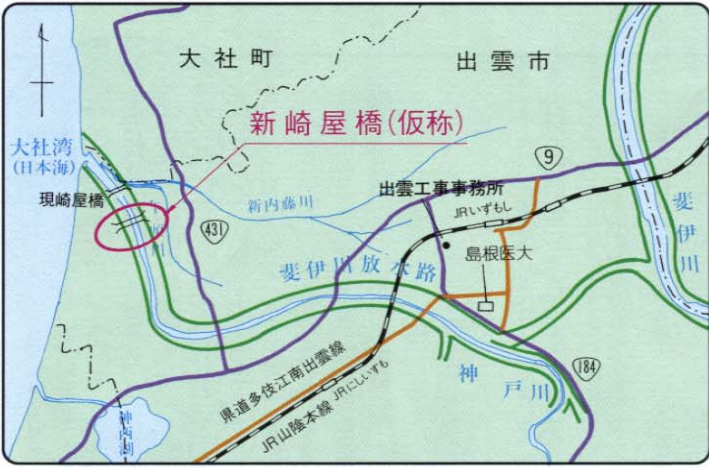 大社町
出雲市
新崎屋橋(仮称)
大社湾
(日本海)
現崎屋橋
新内藤川
431
9
出雲工事事務所
JRいずもし
島根医大
斐伊川
斐伊川放水路
184
県道多伎江南出雲線
JR山陰本線
JRにしいずも
神戸川
神西湖